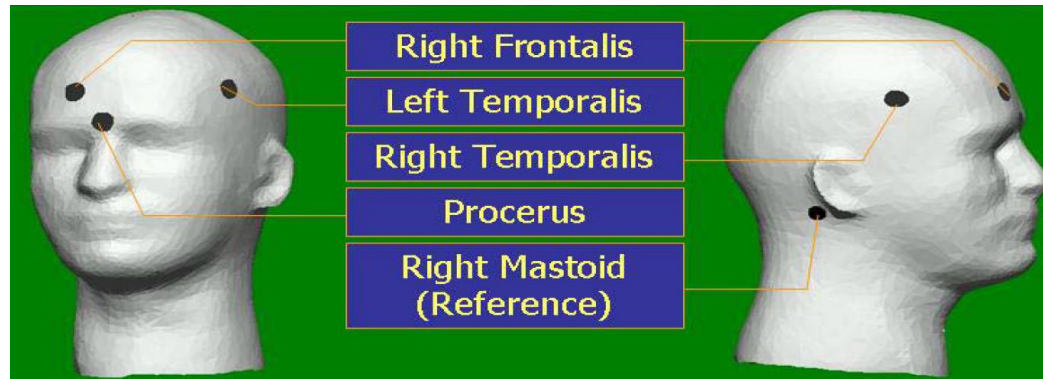 Right Frontalis
Left Temporalis
Right Temporalis
Procerus
Right Mastoid
(Reference)